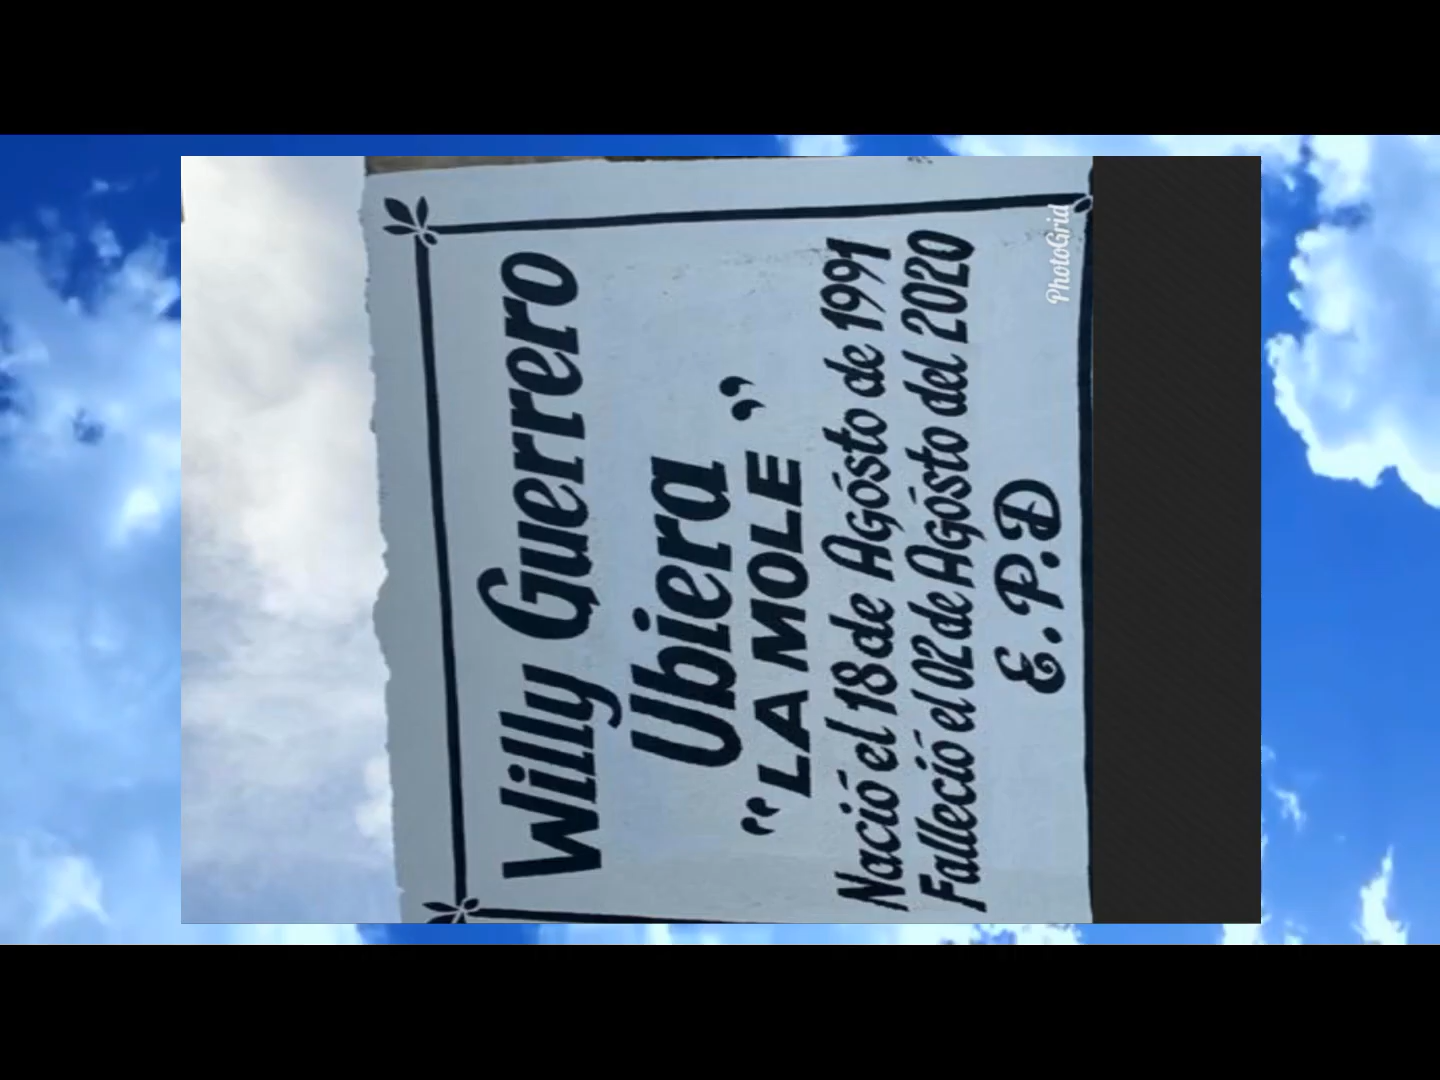 Willy Guerrero
Ubiera
"LA MOLE"
Nació el 18 de Agósto de 1991
Falleció el 02 de Agósto del 2020
E.P.D
PhotoGrid